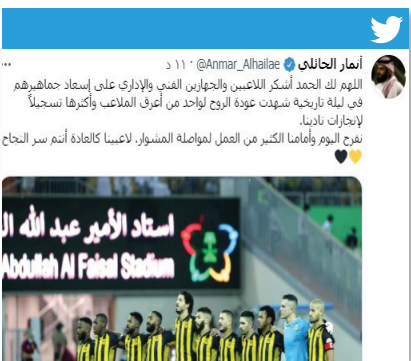 أنمار الحائلي @Anmar_Alhailae · ١١ د ...
اللهم لك الحمد أشكر اللاعبين والجهازين الفني والإداري على إسعاد جماهيرهم
في ليلة تاريخية شهدت عودة الروح لواحد من أعرق الملاعب وأكثرها تسجيلاً
لإنجازات نادينا.
نفرح اليوم وأمامنا الكثير من العمل لمواصلة المشوار. لاعبينا كالعادة أنتم سر النجاح
💛🖤
استاد الأمير عبد الله ال
Abdullah Al Faisal Stadium